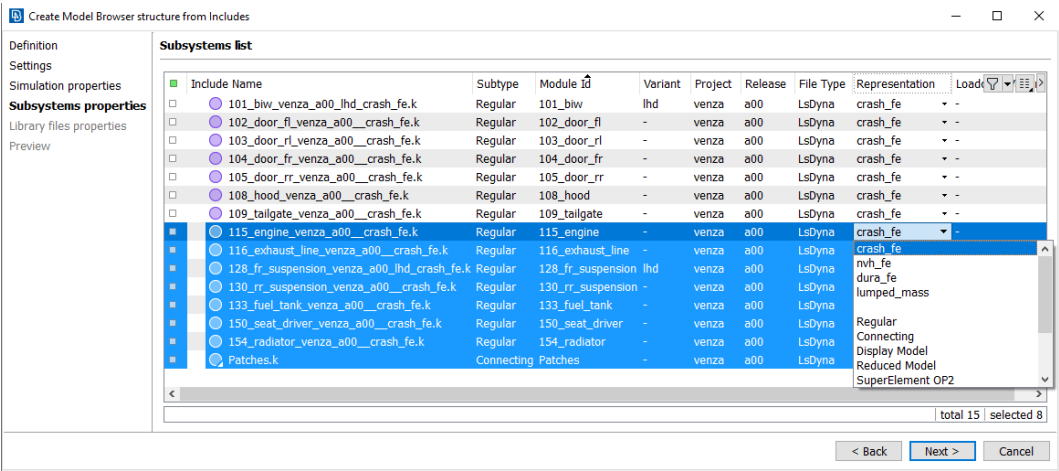 Create Model Browser structure from Includes
Definition
Settings
Simulation properties
Subsystems properties
Library files properties
Preview
Subsystems list
Include Name Subtype Module Id Variant Project Release File Type Representation Loadc
101_biw_venza_a00_lhd_crash_fe.k Regular 101_biw lhd venza a00 LsDyna crash_fe -
102_door_fl_venza_a00__crash_fe.k Regular 102_door_fl - venza a00 LsDyna crash_fe -
103_door_rl_venza_a00__crash_fe.k Regular 103_door_rl - venza a00 LsDyna crash_fe -
104_door_fr_venza_a00__crash_fe.k Regular 104_door_fr - venza a00 LsDyna crash_fe -
105_door_rr_venza_a00__crash_fe.k Regular 105_door_rr - venza a00 LsDyna crash_fe -
108_hood_venza_a00__crash_fe.k Regular 108_hood - venza a00 LsDyna crash_fe -
109_tailgate_venza_a00__crash_fe.k Regular 109_tailgate - venza a00 LsDyna crash_fe -
115_engine_venza_a00__crash_fe.k Regular 115_engine - venza a00 LsDyna crash_fe -
116_exhaust_line_venza_a00__crash_fe.k Regular 116_exhaust_line - venza a00 LsDyna
128_fr_suspension_venza_a00_lhd_crash_fe.k Regular 128_fr_suspension lhd venza a00 LsDyna
130_rr_suspension_venza_a00__crash_fe.k Regular 130_rr_suspension - venza a00 LsDyna
133_fuel_tank_venza_a00__crash_fe.k Regular 133_fuel_tank - venza a00 LsDyna
150_seat_driver_venza_a00__crash_fe.k Regular 150_seat_driver - venza a00 LsDyna
154_radiator_venza_a00__crash_fe.k Regular 154_radiator - venza a00 LsDyna
Patches.k Connecting Patches - venza a00 LsDyna
crash_fe
nvh_fe
dura_fe
lumped_mass
Regular
Connecting
Display Model
Reduced Model
SuperElement OP2
total 15 selected 8
< Back Next > Cancel